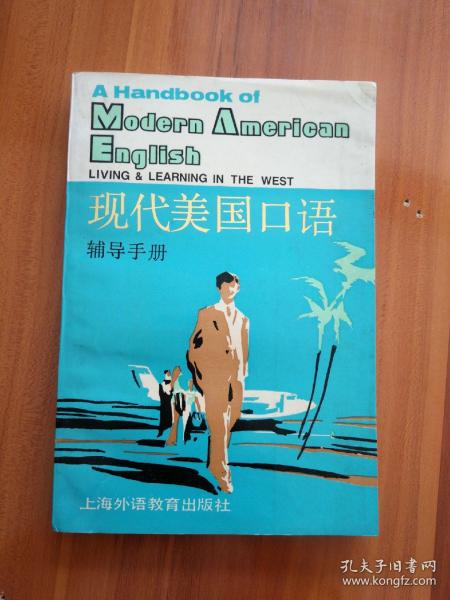 A Handbook of
Modern American
English
LIVING & LEARNING IN THE WEST
现代美国口语
辅导手册
上海外语教育出版社
孔夫子旧书网
www.kongfz.com